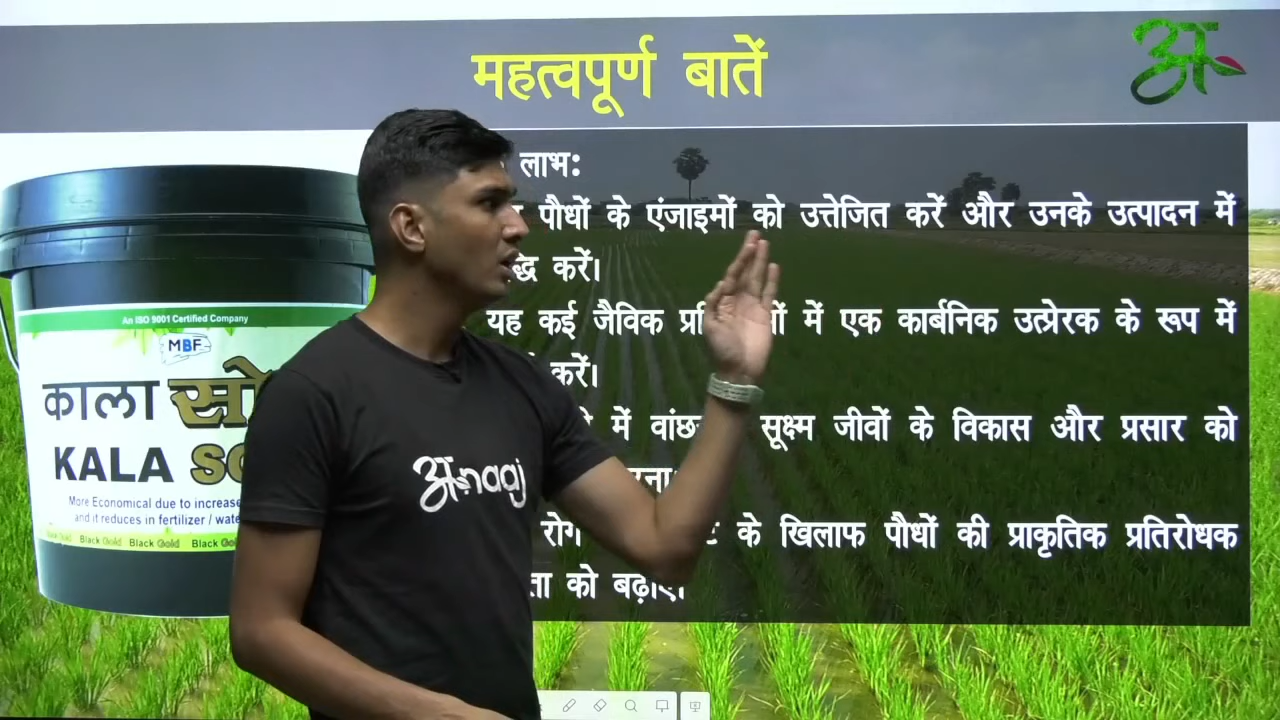 महत्वपूर्ण बातें
अ
लाभ:
पौधों के एंजाइमों को उत्तेजित करें और उनके उत्पादन में
करें।
यह कई जैविक में एक कार्बनिक उत्प्रेरक के रूप में
करें।
में सूक्ष्म जीवों के विकास और प्रसार को
रोग के खिलाफ पौधों की प्राकृतिक प्रतिरोधक
को बढ़ाए।
An ISO 9001 Certified Company
MBF
काला
KALA
More Economical due to increase
and it reduces in fertilizer / wate
Black Gold Black Gold Black
अnaaj